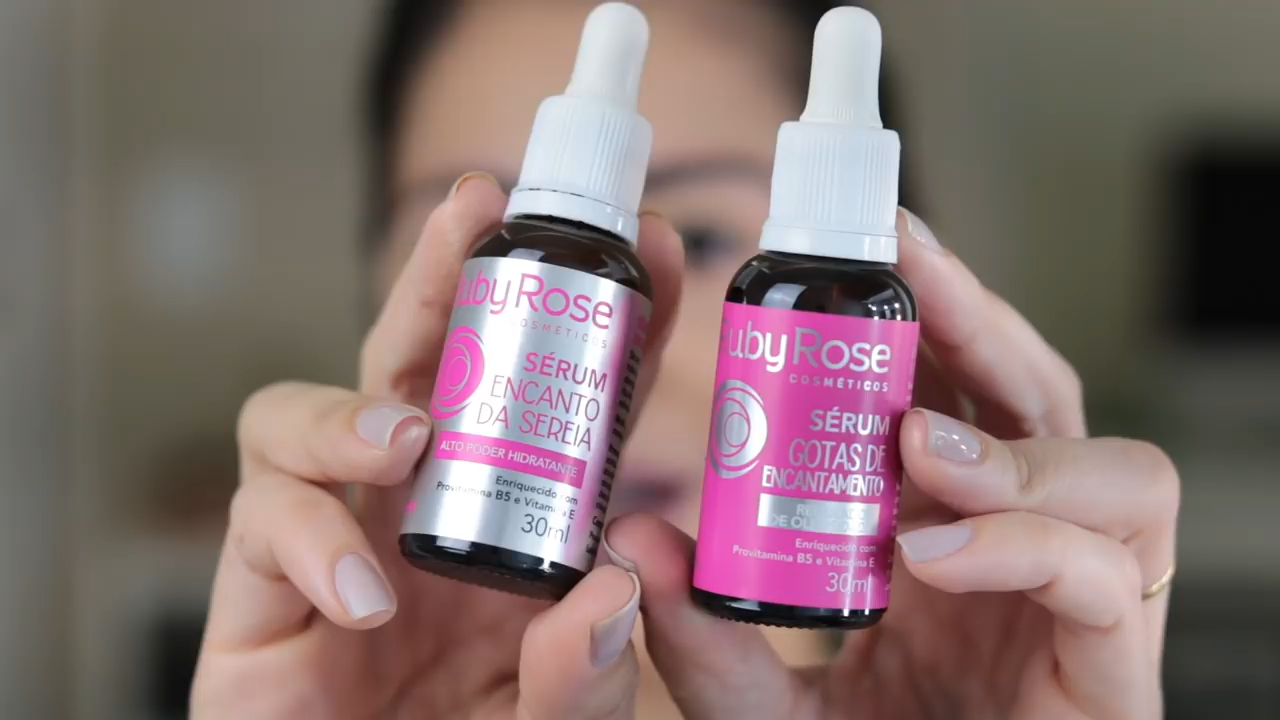 uby Rose
COSMÉTICOS
SÉRUM
ENCANTO
DA SEREIA
ALTO PODER HIDRATANTE
Enriquecido com
Provitamina B5 e Vitamina E
30ml
uby Rose
COSMÉTICOS
SÉRUM
GOTAS DE
ENCANTAMENTO
DE
Enriquecido com
Provitamina B5 e Vitamina E
30ml